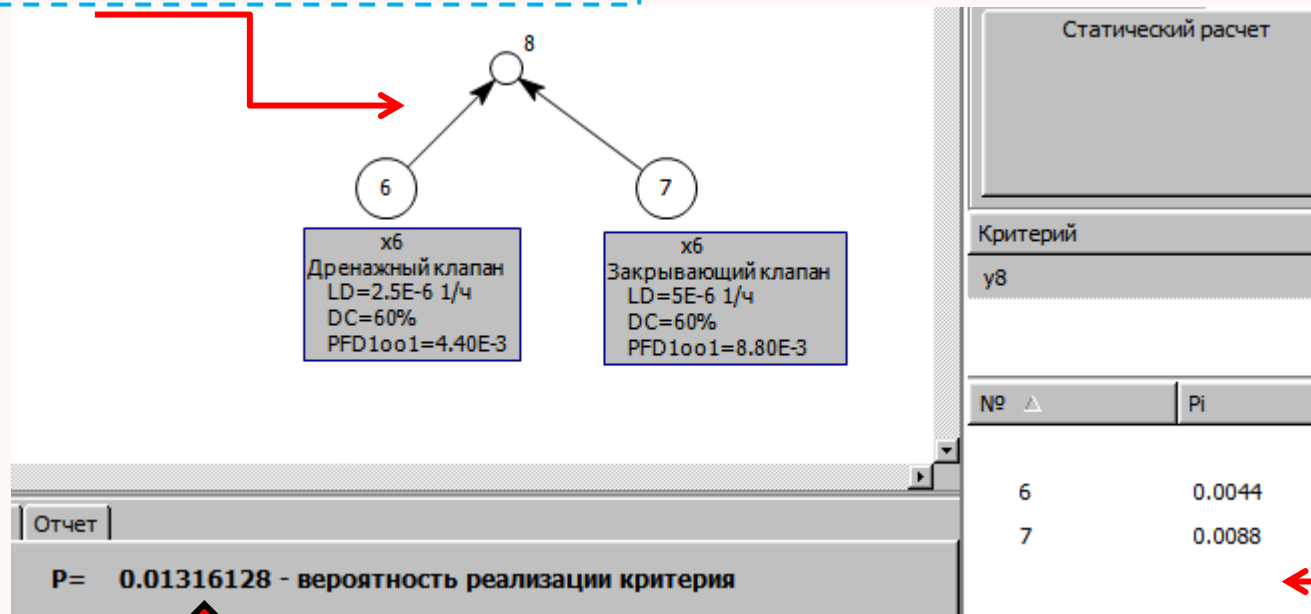 8
6
7
x6
Дренажный клапан
LD=2.5E-6 1/ч
DC=60%
PFD1oo1=4.40E-3
x6
Закрывающий клапан
LD=5E-6 1/ч
DC=60%
PFD1oo1=8.80E-3
Отчет
P= 0.01316128 - вероятность реализации критерия
Статический расчет
Критерий
y8
№ Pi
6 0.0044
7 0.0088